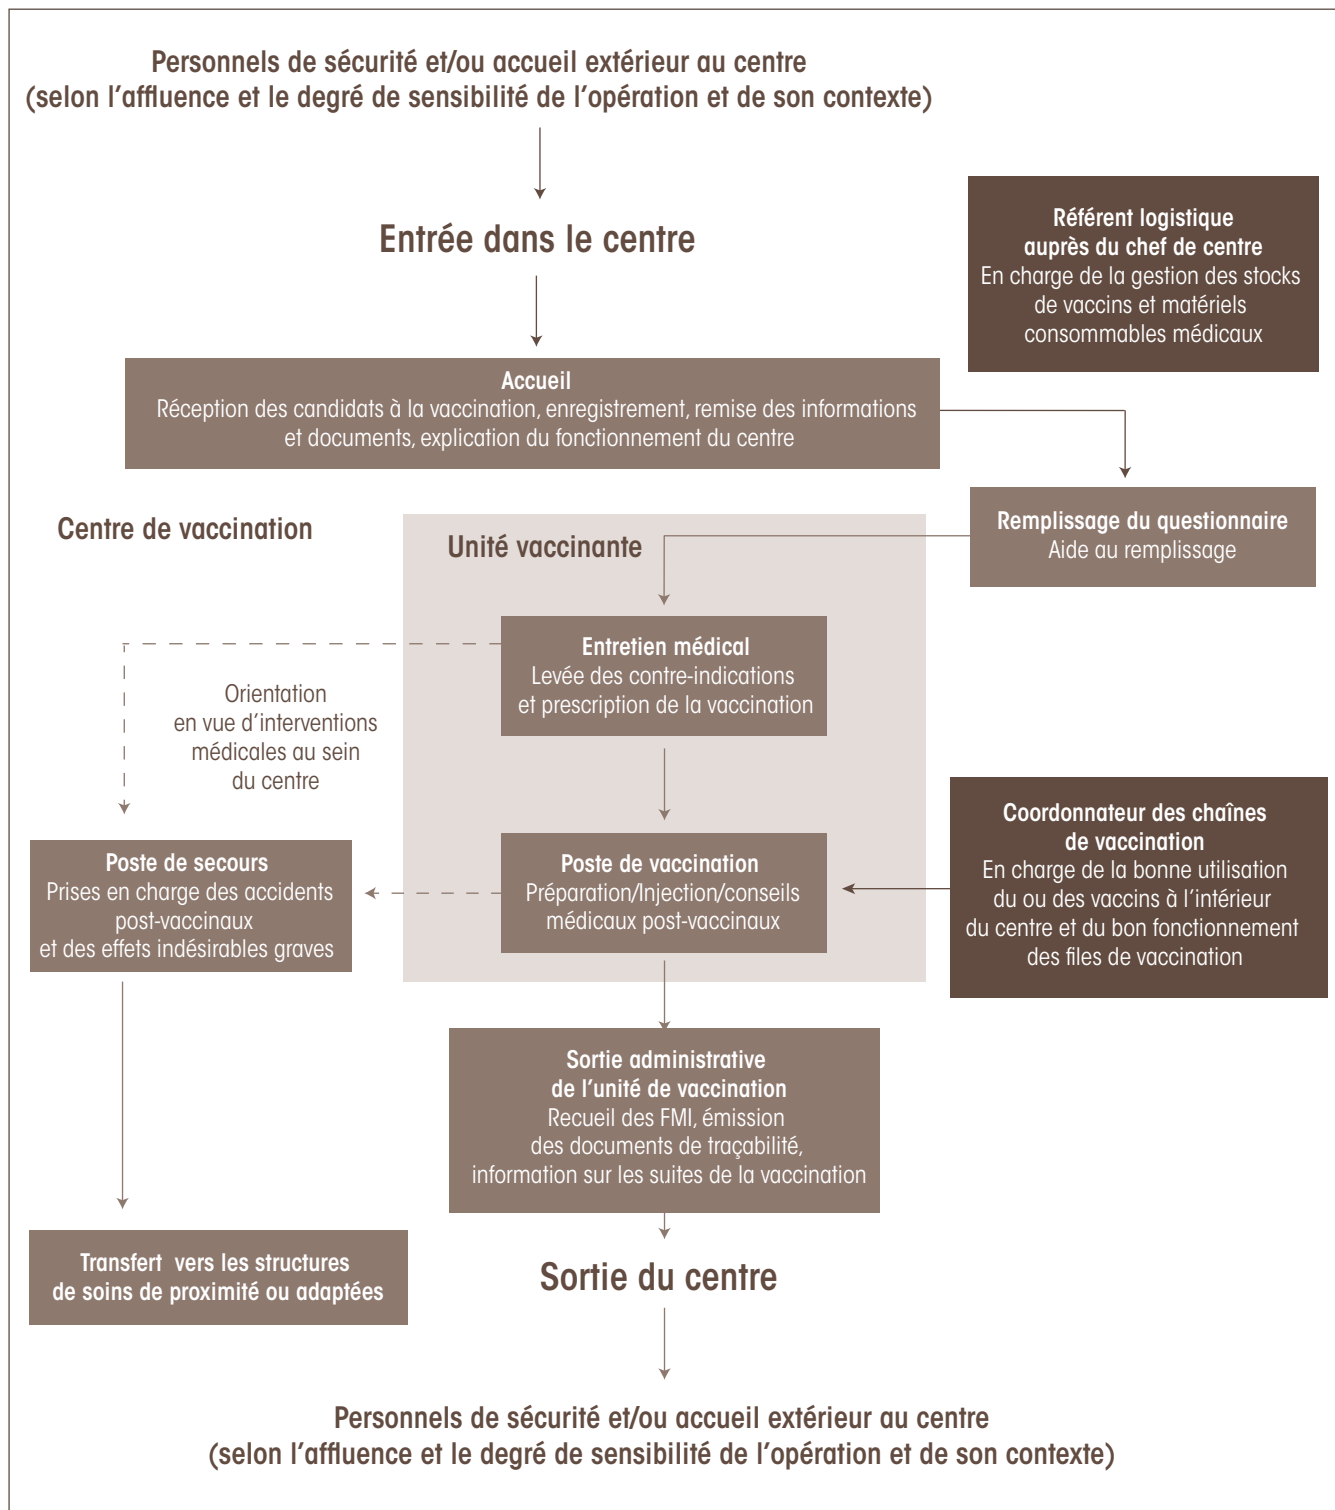 Personnels de sécurité et/ou accueil extérieur au centre
(selon l’affluence et le degré de sensibilité de l’opération et de son contexte)
Entrée dans le centre
Référent logistique
auprès du chef de centre
En charge de la gestion des stocks
de vaccins et matériels
consommables médicaux
Accueil
Réception des candidats à la vaccination, enregistrement, remise des informations
et documents, explication du fonctionnement du centre
Remplissage du questionnaire
Aide au remplissage
Centre de vaccination
Unité vaccinante
Entretien médical
Levée des contre-indications
et prescription de la vaccination
Orientation
en vue d’interventions
médicales au sein
du centre
Coordonnateur des chaînes
de vaccination
En charge de la bonne utilisation
du ou des vaccins à l’intérieur
du centre et du bon fonctionnement
des files de vaccination
Poste de secours
Prises en charge des accidents
post-vaccinaux
et des effets indésirables graves
Poste de vaccination
Préparation/Injection/conseils
médicaux post-vaccinaux
Sortie administrative
de l’unité de vaccination
Recueil des FMI, émission
des documents de traçabilité,
information sur les suites de la vaccination
Transfert vers les structures
de soins de proximité ou adaptées
Sortie du centre
Personnels de sécurité et/ou accueil extérieur au centre
(selon l’affluence et le degré de sensibilité de l’opération et de son contexte)